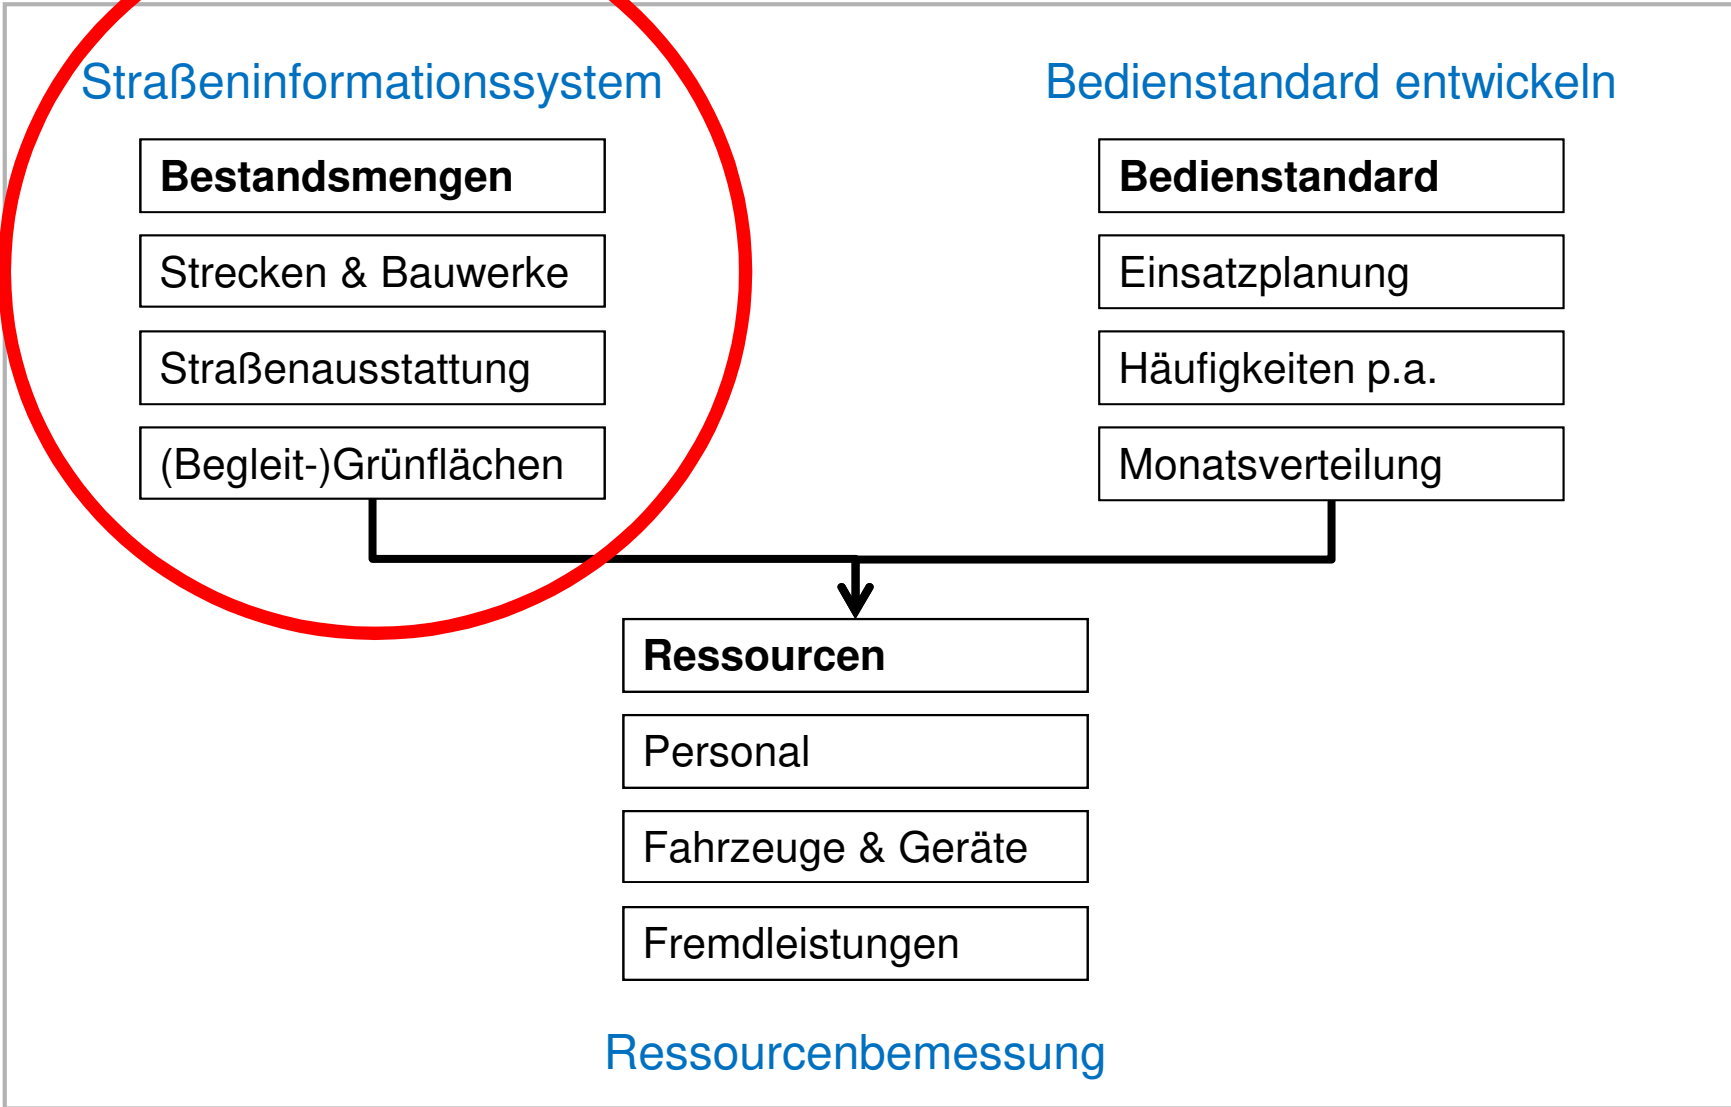 Straßeninformationssystem
Bestandsmengen
Strecken & Bauwerke
Straßenausstattung
(Begleit-)Grünflächen
Bedienstandard entwickeln
Bedienstandard
Einsatzplanung
Häufigkeiten p.a.
Monatsverteilung
Ressourcen
Personal
Fahrzeuge & Geräte
Fremdleistungen
Ressourcenbemessung